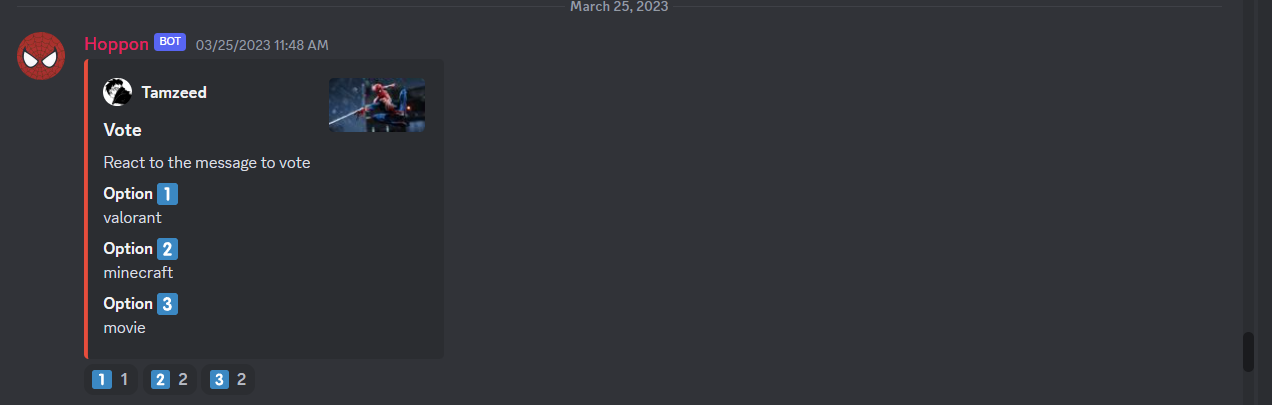 March 25, 2023
Hoppon BOT 03/25/2023 11:48 AM
Tamzeed
Vote
React to the message to vote
Option 1
valorant
Option 2
minecraft
Option 3
movie
1 1 2 2 3 2